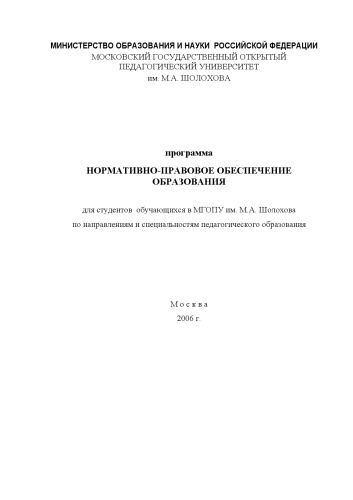 МИНИСТЕРСТВО ОБРАЗОВАНИЯ И НАУКИ РОССИЙСКОЙ ФЕДЕРАЦИИ
МОСКОВСКИЙ ГОСУДАРСТВЕННЫЙ ОТКРЫТЫЙ
ПЕДАГОГИЧЕСКИЙ УНИВЕРСИТЕТ
им. М.А. ШОЛОХОВА
программа
НОРМАТИВНО-ПРАВОВОЕ ОБЕСПЕЧЕНИЕ
ОБРАЗОВАНИЯ
для студентов обучающихся в МГОПУ им. М.А. Шолохова
по направлениям и специальностям педагогического образования
М о с к в а
2006 г.